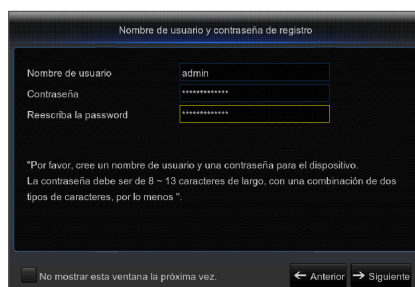 Nombre de usuario y contraseña de registro
Nombre de usuario admin
Contraseña *************
Reescriba la password *************
"Por favor, cree un nombre de usuario y una contraseña para el dispositivo.
La contraseña debe ser de 8 ~ 13 caracteres de largo, con una combinación de dos
tipos de caracteres, por lo menos ".
No mostrar esta ventana la próxima vez. ← Anterior → Siguiente